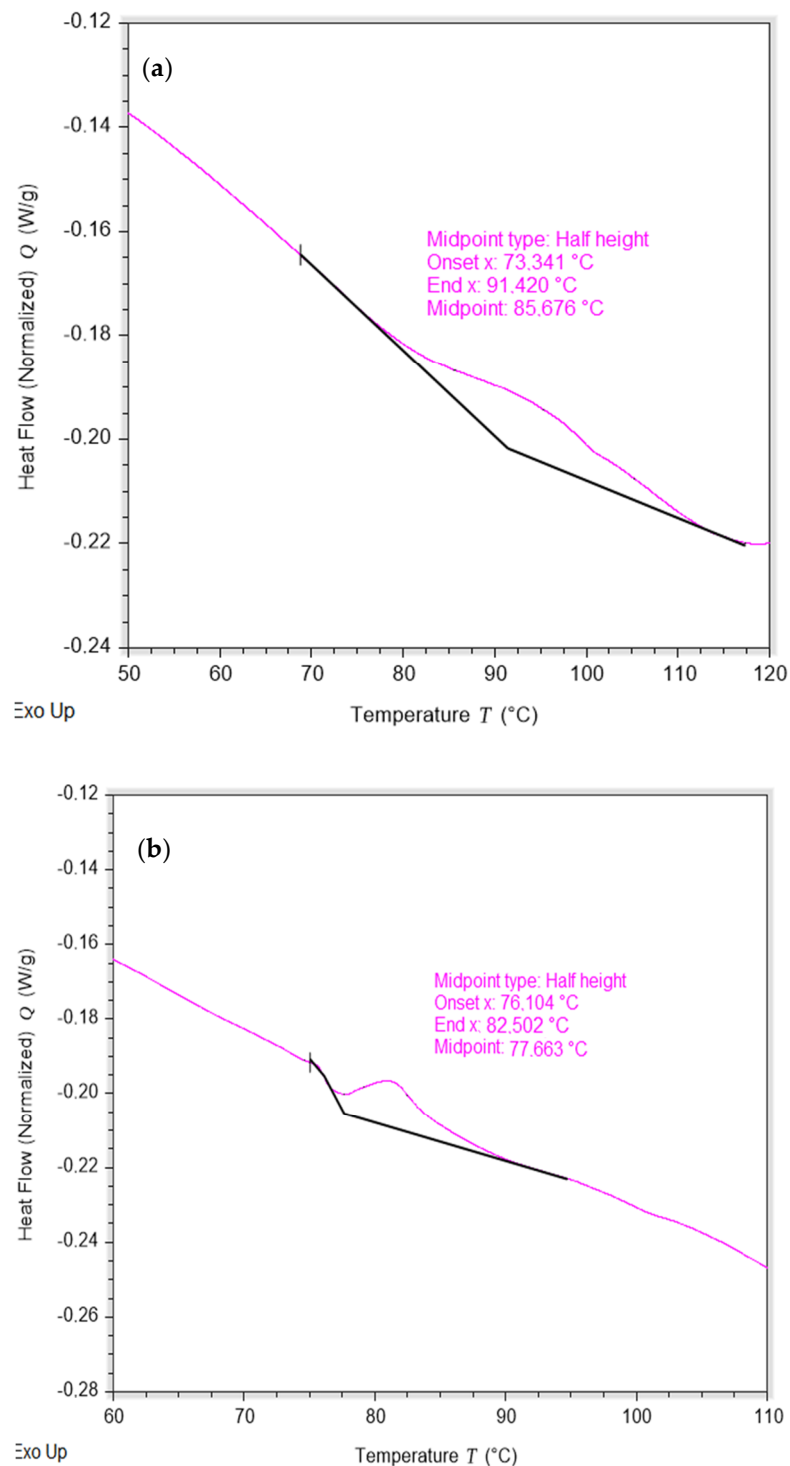 (a)
Heat Flow (Normalized) Q (W/g)
-0.12
-0.14
-0.16
-0.18
-0.20
-0.22
-0.24
Midpoint type: Half height
Onset x: 73.341 °C
End x: 91.420 °C
Midpoint: 85.676 °C
50 60 70 80 90 100 110 120
Exo Up
Temperature T (°C)
(b)
Heat Flow (Normalized) Q (W/g)
-0.12
-0.14
-0.16
-0.18
-0.20
-0.22
-0.24
-0.26
-0.28
Midpoint type: Half height
Onset x: 76.104 °C
End x: 82.502 °C
Midpoint: 77.663 °C
60 70 80 90 100 110
Exo Up
Temperature T (°C)